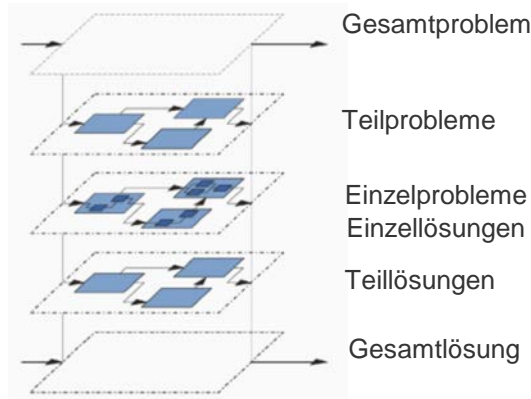 Gesamtproblem
Teilprobleme
Einzelprobleme
Einzellösungen
Teillösungen
Gesamtlösung